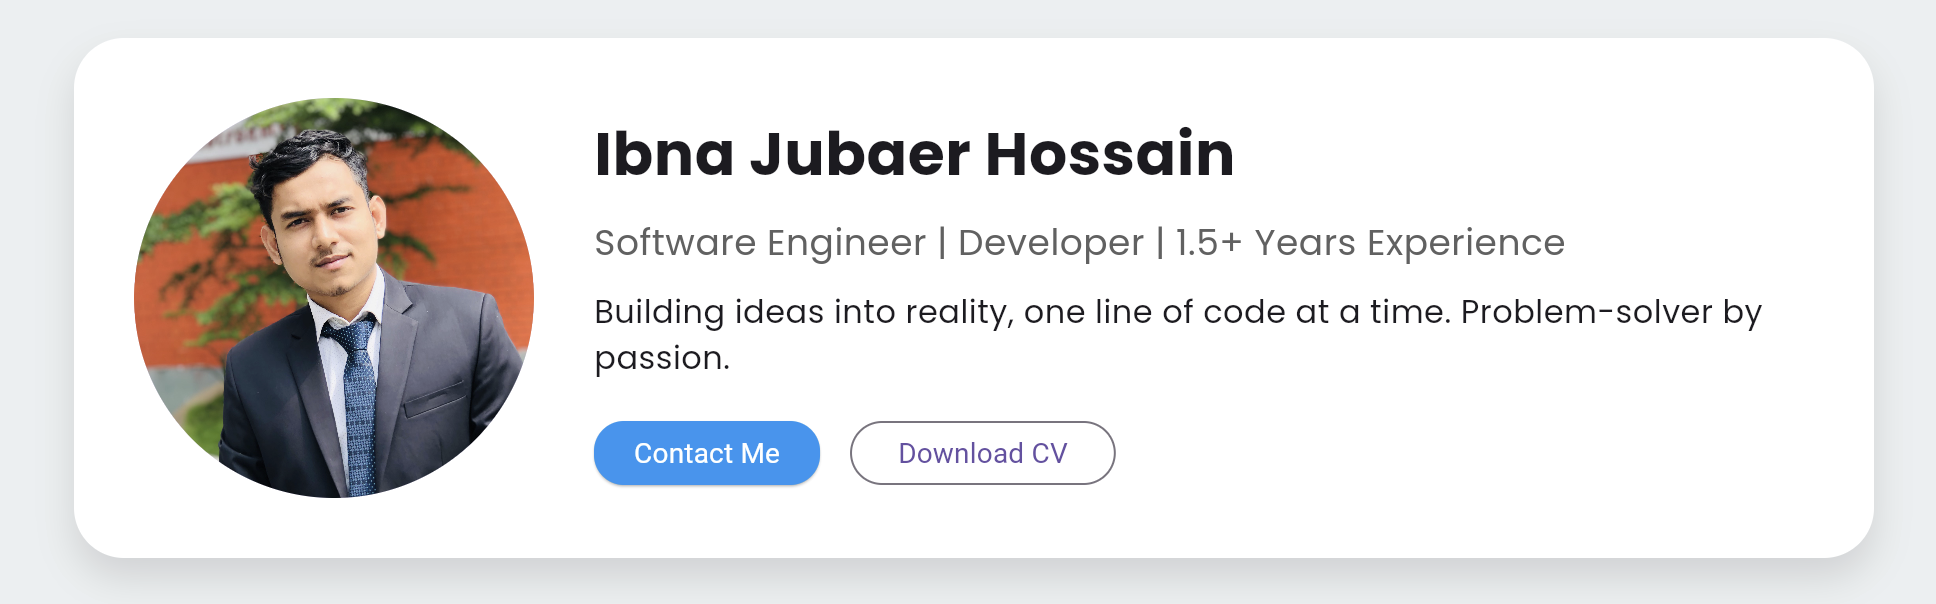 Ibna Jubaer Hossain
Software Engineer | Developer | 1.5+ Years Experience
Building ideas into reality, one line of code at a time. Problem-solver by
passion.
Contact Me
Download CV